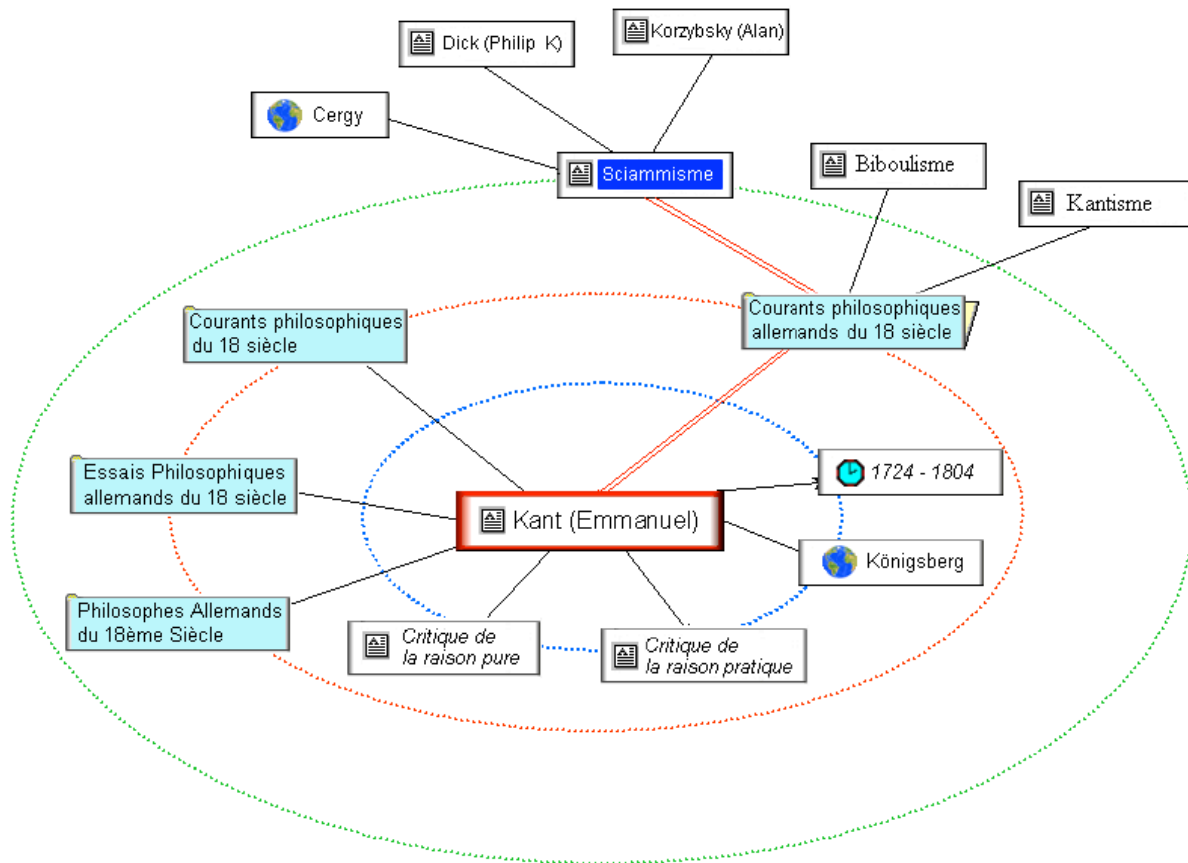 Dick (Philip K)
Korzybsky (Alan)
Cergy
Sciammisme
Biboulisme
Kantisme
Courants philosophiques
du 18 siècle
Courants philosophiques
allemands du 18 siècle
Essais Philosophiques
allemands du 18 siècle
1724 - 1804
Kant (Emmanuel)
Königsberg
Philosophes Allemands
du 18ème Siècle
Critique de
la raison pure
Critique de
la raison pratique